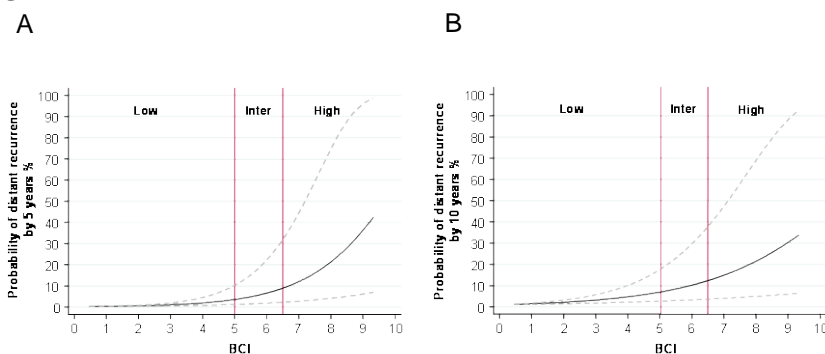 A
B
Probability of distant recurrence
by 5 years %
100
90
80
70
60
50
40
30
20
10
0
Low
Inter
High
0 1 2 3 4 5 6 7 8 9 10
BCI
Probability of distant recurrence
by 10 years %
100
90
80
70
60
50
40
30
20
10
0
Low
Inter
High
0 1 2 3 4 5 6 7 8 9 10
BCI